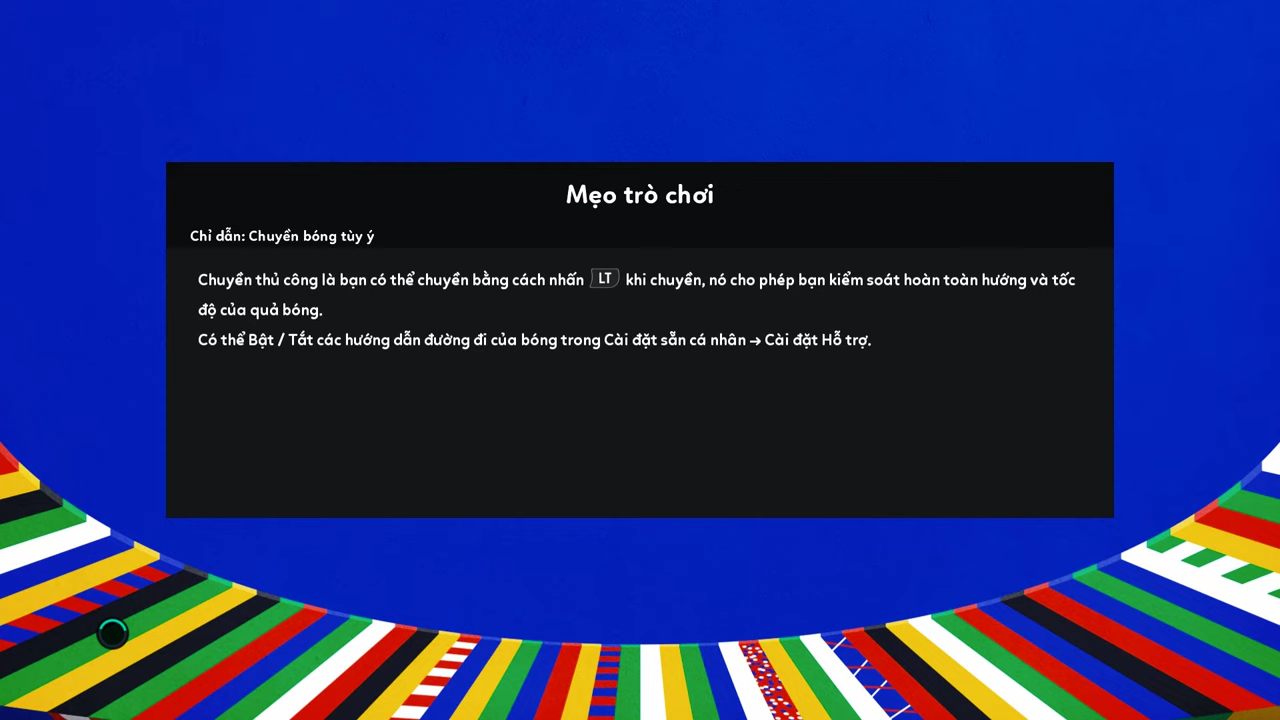 Mẹo trò chơi
Chỉ dẫn: Chuyền bóng tùy ý
Chuyền thủ công là bạn có thể chuyền bằng cách nhấn LT khi chuyền, nó cho phép bạn kiểm soát hoàn toàn hướng và tốc
độ của quả bóng.
Có thể Bật / Tắt các hướng dẫn đường đi của bóng trong Cài đặt sẵn cá nhân → Cài đặt Hỗ trợ.